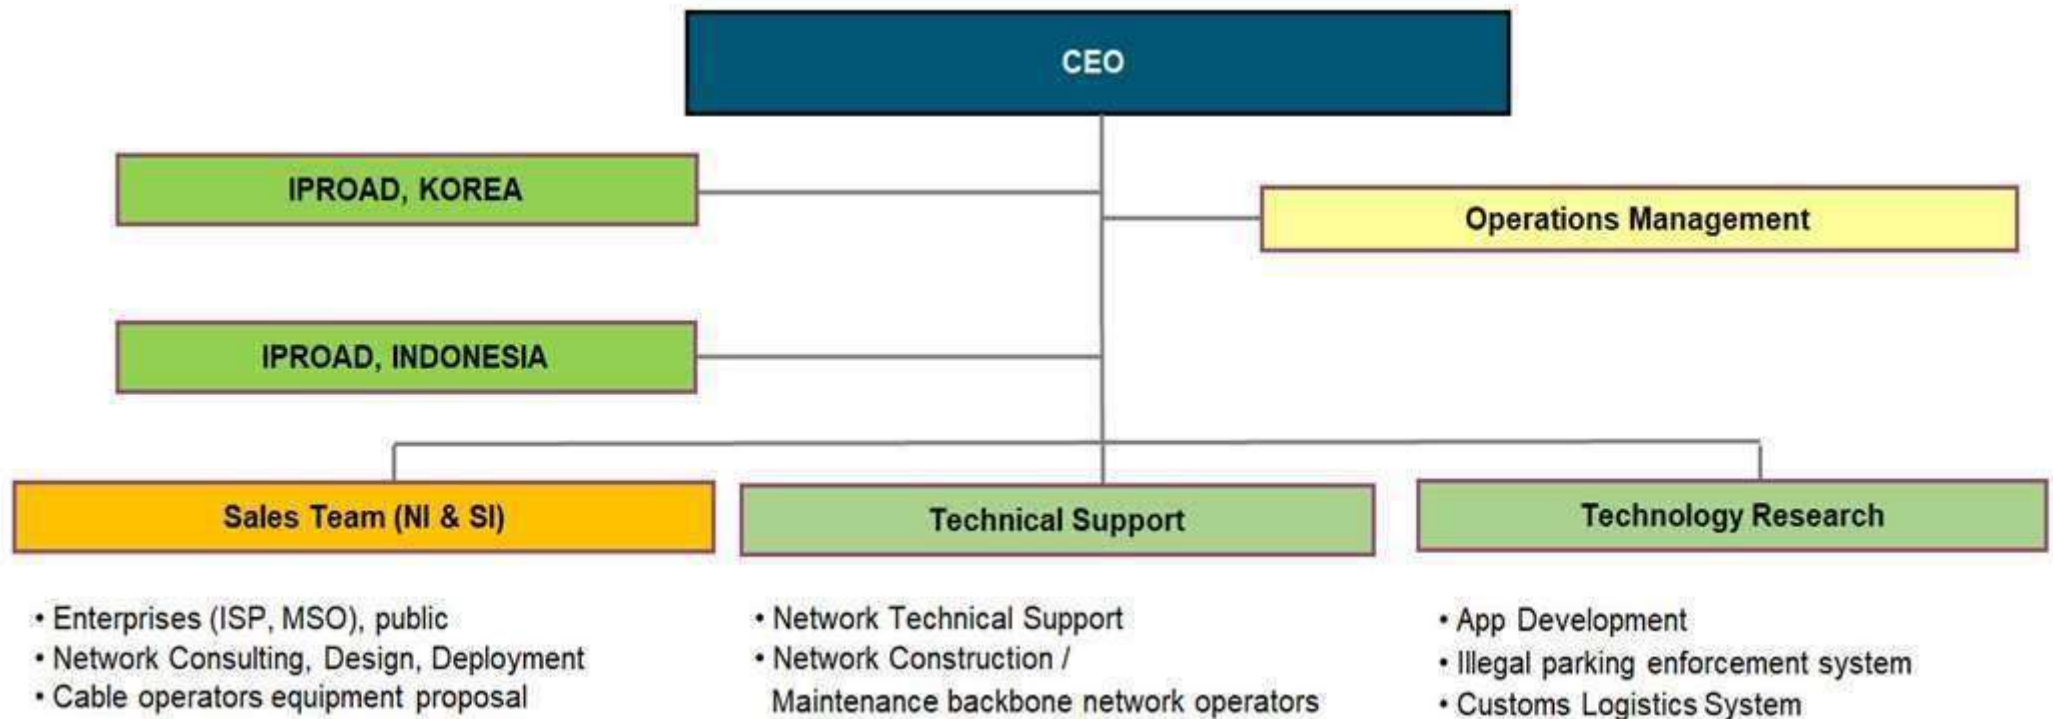 CEO
IPROAD, KOREA
Operations Management
IPROAD, INDONESIA
Sales Team (NI & SI)
Technical Support
Technology Research
• Enterprises (ISP, MSO), public
• Network Consulting, Design, Deployment
• Cable operators equipment proposal
• Network Technical Support
• Network Construction /
Maintenance backbone network operators
• App Development
• Illegal parking enforcement system
• Customs Logistics System